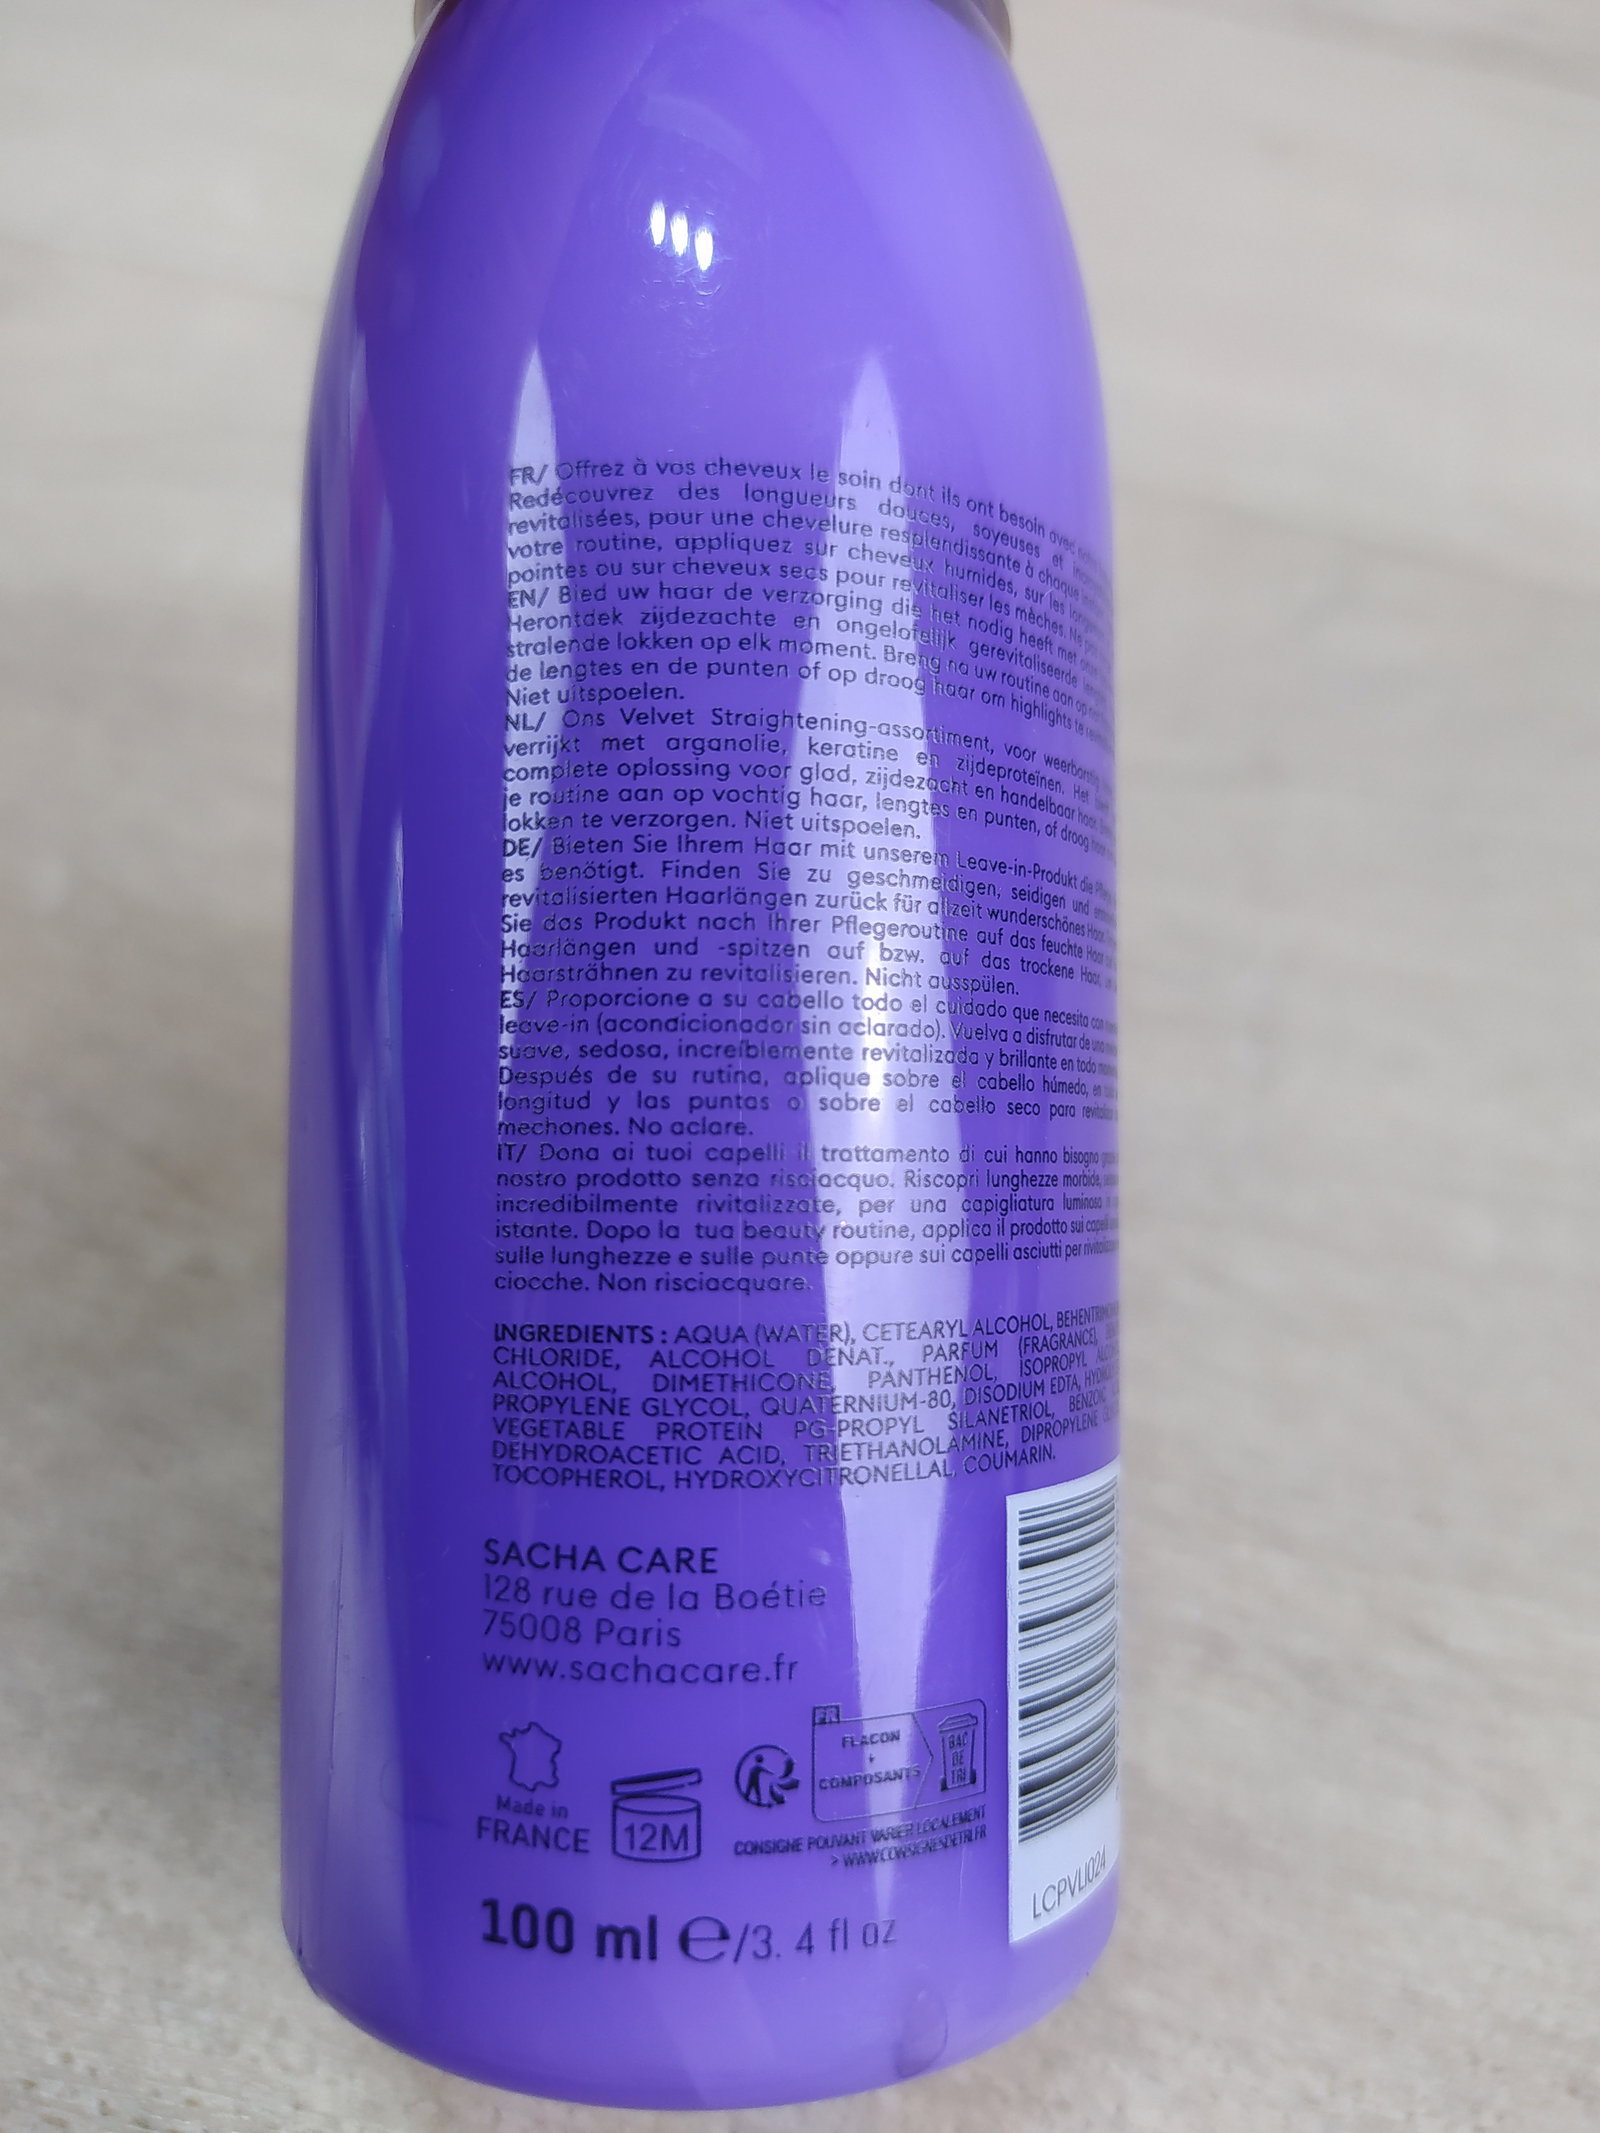 FR/ Offrez à vos cheveux le soin dont ils ont besoin avec
Redécouvrez des longueurs douces, soyeuses et
revitalisées, pour une chevelure resplendissante à chaque
votre routine, appliquez sur cheveux humides, sur les
pointes ou sur cheveux secs pour revitaliser les mèches. Ne
EN/ Bied uw haar de verzorging die het nodig heeft met
Herontdek zijdezachte en ongelofelijk gerevitaliseerde
stralende lokken op elk moment. Breng na uw routine aan op
de lengtes en de punten of op droog haar om highlights te
Niet uitspoelen.
NL/ Ons Velvet Straightening-assortiment, voor weerbarstig
verrijkt met arganolie, keratine en zijdeproteïnen. Het
complete oplossing voor glad, zijdezacht en handelbaar haar.
je routine aan op vochtig haar, lengtes en punten, of droog
lokken te verzorgen. Niet uitspoelen.
DE/ Bieten Sie Ihrem Haar mit unserem Leave-in-Produkt die
es benötigt. Finden Sie zu geschmeidigen, seidigen und
revitalisierten Haarlängen zurück für allzeit wunderschönes Haar.
Sie das Produkt nach Ihrer Pflegeroutine auf das feuchte Haar
Haarlängen und -spitzen auf bzw. auf das trockene Haar,
Haarsträhnen zu revitalisieren. Nicht ausspülen.
ES/ Proporcione a su cabello todo el cuidado que necesita con
leave-in (acondicionador sin aclarado). Vuelva a disfrutar de una
suave, sedosa, increíblemente revitalizada y brillante en todo
Después de su rutina, aplique sobre el cabello húmedo, en
longitud y las puntas o sobre el cabello seco para
mechones. No aclare.
IT/ Dona ai tuoi capelli il trattamento di cui hanno bisogno
nostro prodotto senza risciacquo. Riscopri lunghezze morbide,
incredibilmente rivitalizzate, per una capigliatura luminosa
istante. Dopo la tua beauty routine, applica il prodotto sui capelli
sulle lunghezze e sulle punte oppure sui capelli asciutti per
ciocche. Non risciacquare.
INGREDIENTS : AQUA (WATER), CETEARYL ALCOHOL,
CHLORIDE, ALCOHOL DENAT., PARFUM (FRAGRANCE),
ALCOHOL, DIMETHICONE, PANTHENOL, ISOPROPYL
PROPYLENE GLYCOL, QUATERNIUM-80, DISODIUM EDTA,
VEGETABLE PROTEIN PG-PROPYL SILANETRIOL,
DEHYDROACETIC ACID, TRIETHANOLAMINE, DIPROPYLENE
TOCOPHEROL, HYDROXYCITRONELLAL, COUMARIN.
SACHA CARE
128 rue de la Boétie
75008 Paris
www.sachacare.fr
FR
FLACON
+
COMPOSANTS
BAC
DE
TRI
Made in
FRANCE
12M
CONSIGNE POUVANT VARIER LOCALEMENT
> WWW.CONSIGNESDETRI.FR
100 ml ℮/3. 4 fl oz
LCPVLI024